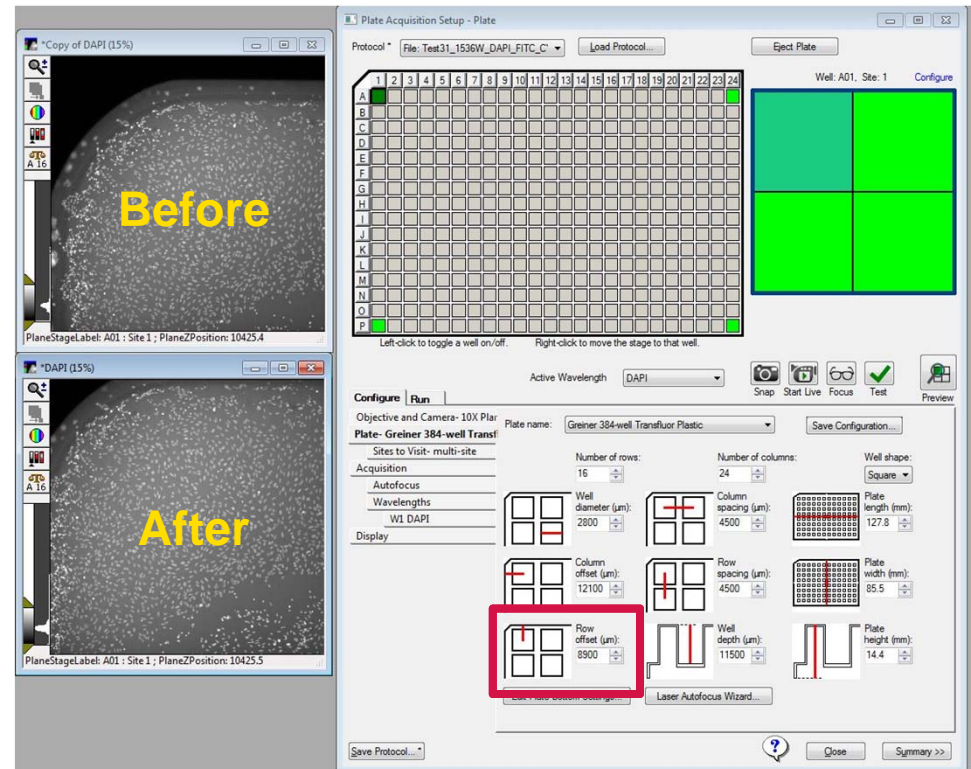 *Copy of DAPI (15%)
A 16
Before
PlaneStageLabel: A01 : Site 1 ; PlaneZPosition: 10425.4
*DAPI (15%)
A 16
After
PlaneStageLabel: A01 : Site 1 ; PlaneZPosition: 10425.5
Plate Acquisition Setup - Plate
Protocol * File: Test31_1536W_DAPI_FITC_C Load Protocol... Eject Plate
Well: A01, Site: 1 Configure
1 2 3 4 5 6 7 8 9 10 11 12 13 14 15 16 17 18 19 20 21 22 23 24
A
B
C
D
E
F
G
H
I
J
K
L
M
N
O
P
Left-click to toggle a well on/off. Right-click to move the stage to that well.
Active Wavelength DAPI
Snap Start Live Focus Test Preview
Configure Run
Objective and Camera- 10X Plan
Plate- Greiner 384-well Transf
Sites to Visit- multi-site
Acquisition
Autofocus
Wavelengths
W1 DAPI
Display
Plate name: Greiner 384-well Transfluor Plastic Save Configuration...
Number of rows: 16
Number of columns: 24
Well shape: Square
Well diameter (µm): 2800
Column spacing (µm): 4500
Plate length (mm): 127.8
Column offset (µm): 12100
Row spacing (µm): 4500
Plate width (mm): 85.5
Row offset (µm): 8900
Well depth (µm): 11500
Plate height (mm): 14.4
Laser Autofocus Wizard...
Save Protocol... * ? Close Summary >>